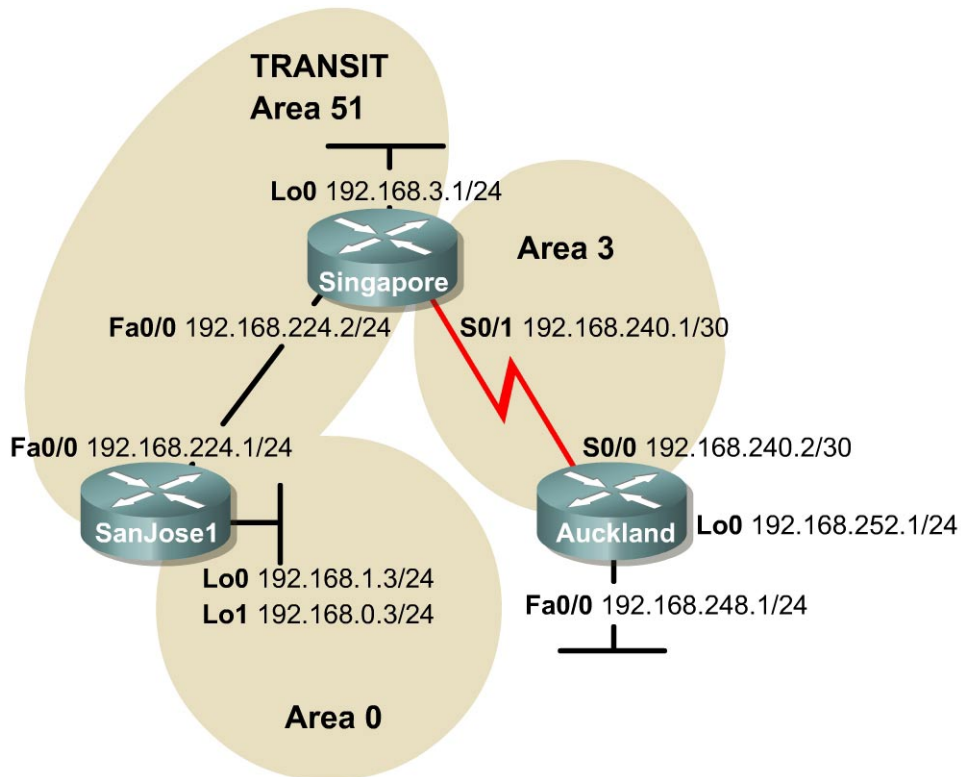 TRANSIT
Area 51
Lo0 192.168.3.1/24
Singapore
Area 3
Fa0/0 192.168.224.2/24
S0/1 192.168.240.1/30
Fa0/0 192.168.224.1/24
S0/0 192.168.240.2/30
SanJose1
Auckland
Lo0 192.168.252.1/24
Lo0 192.168.1.3/24
Lo1 192.168.0.3/24
Fa0/0 192.168.248.1/24
Area 0